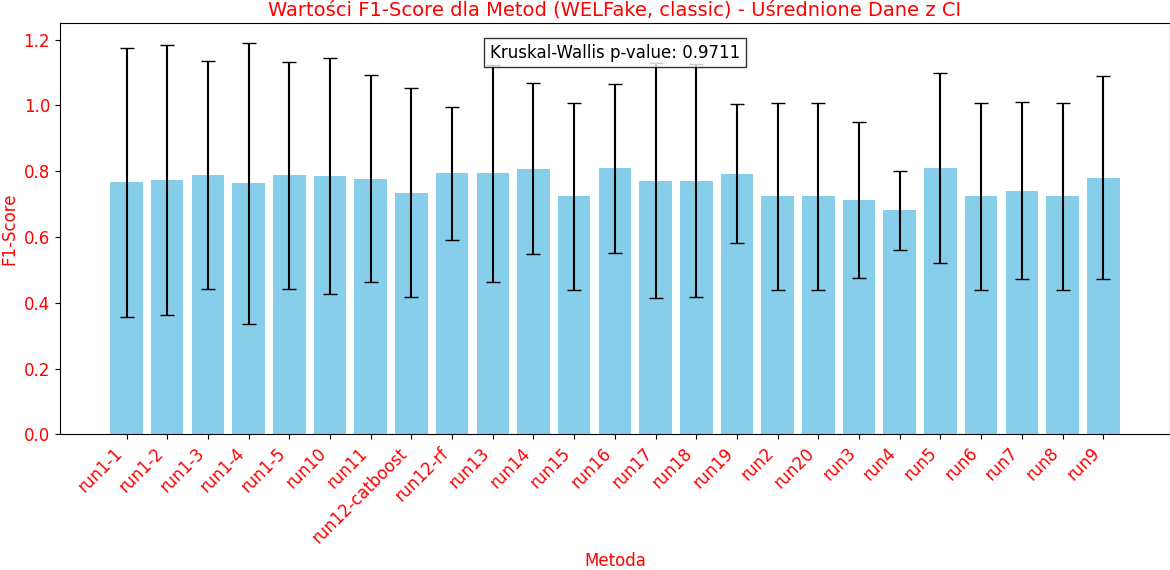 Wartości F1-Score dla Metod (WELFake, classic) - Uśrednione Dane z CI
Kruskal-Wallis p-value: 0.9711
F1-Score
1.2
1.0
0.8
0.6
0.4
0.2
0.0
run1-1
run1-2
run1-3
run1-4
run1-5
run10
run11
run12-catboost
run12-rf
run13
run14
run15
run16
run17
run18
run19
run2
run20
run3
run4
run5
run6
run7
run8
run9
Metoda